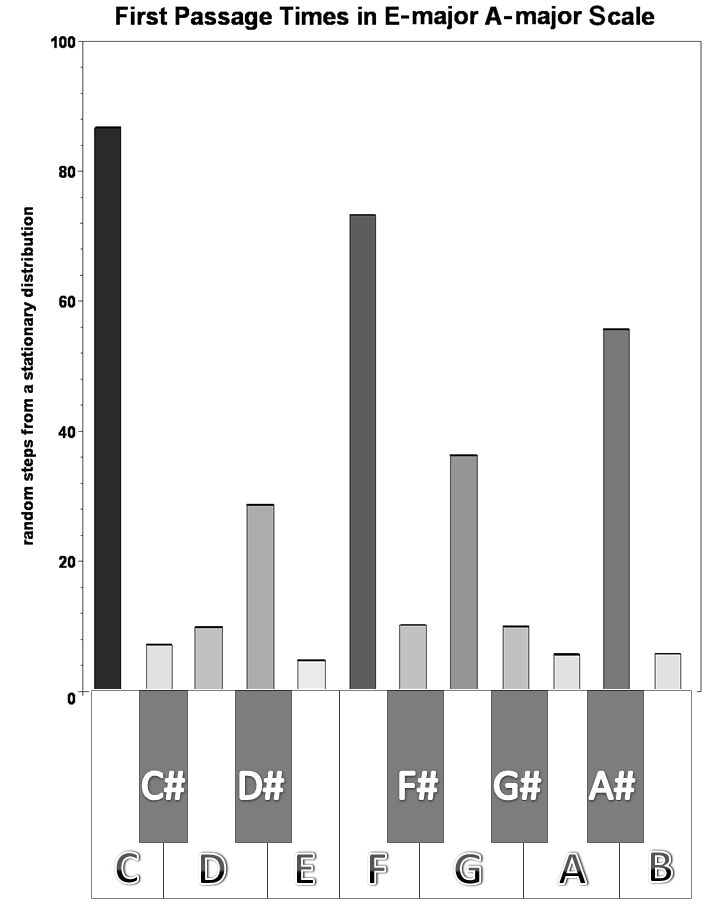 First Passage Times in E-major A-major Scale
100
80
60
40
20
0
random steps from a stationary distribution
C# D# F# G# A#
C D E F G A B